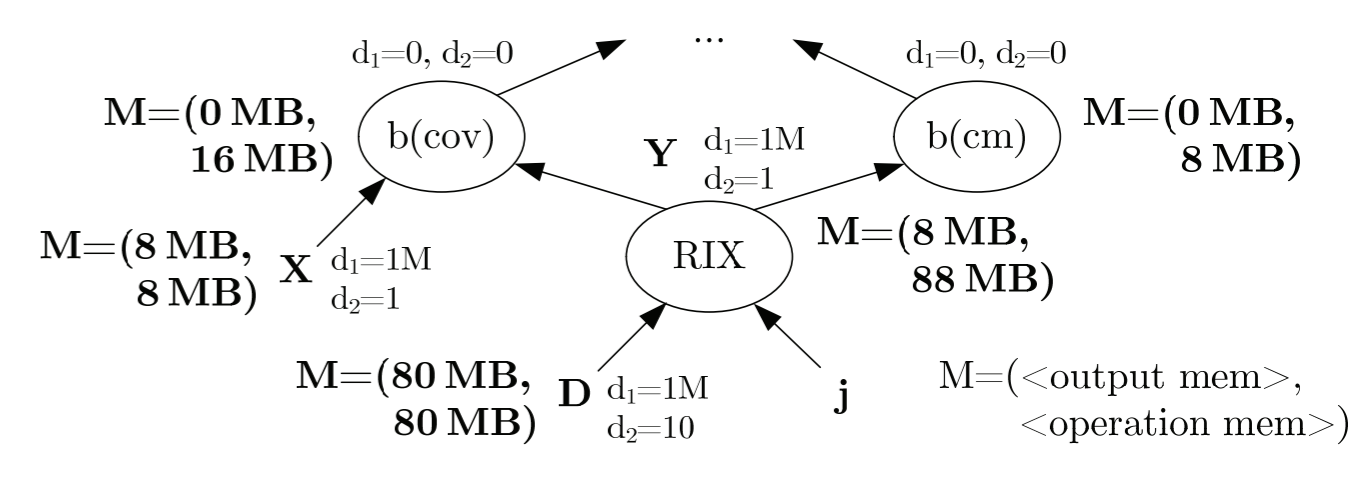 ...
d₁=0, d₂=0
d₁=0, d₂=0
M=(0 MB,
16 MB)
b(cov)
Y
d₁=1M
d₂=1
b(cm)
M=(0 MB,
8 MB)
M=(8 MB,
8 MB)
X
d₁=1M
d₂=1
RIX
M=(8 MB,
88 MB)
M=(80 MB,
80 MB)
D
d₁=1M
d₂=10
j
M=(<output mem>,
<operation mem>)